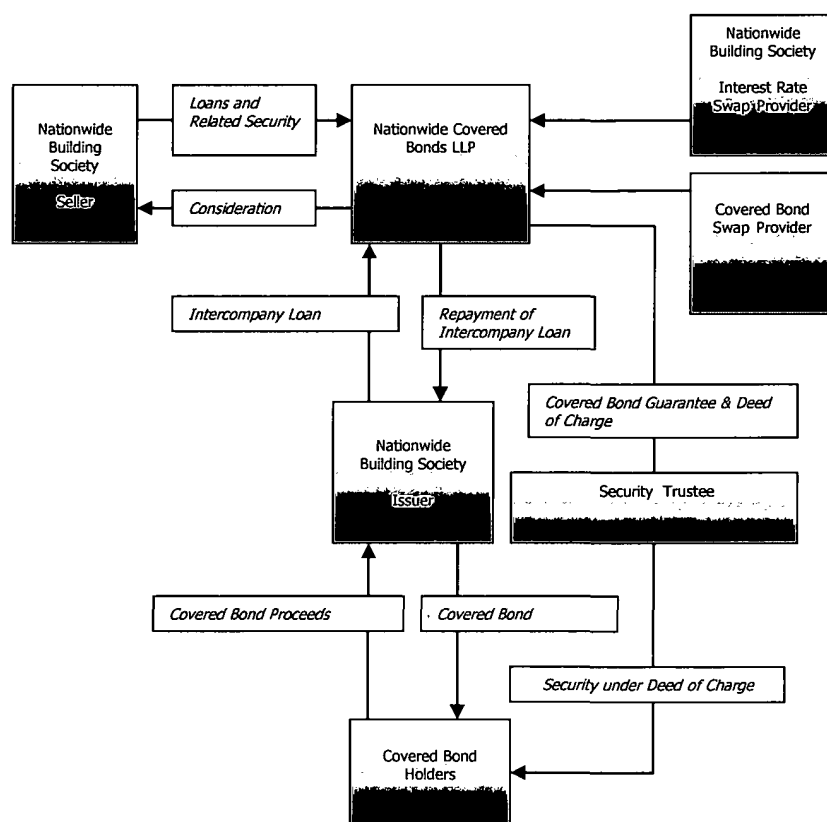 Nationwide
Building Society
Interest Rate
Swap Provider
Loans and
Related Security
Nationwide
Building
Society
Seller
Nationwide Covered
Bonds LLP
Consideration
Covered Bond
Swap Provider
Intercompany Loan
Repayment of
Intercompany Loan
Covered Bond Guarantee & Deed
of Charge
Nationwide
Building Society
Issuer
Security Trustee
Covered Bond Proceeds
Covered Bond
Security under Deed of Charge
Covered Bond
Holders